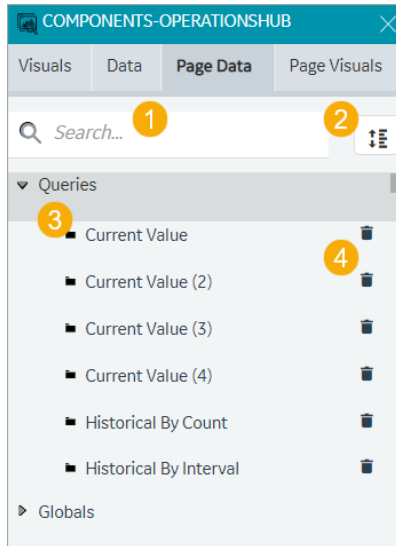 COMPONENTS-OPERATIONSHUB
Visuals Data Page Data Page Visuals
Search... 1 2
Queries
3
Current Value
4
Current Value (2)
Current Value (3)
Current Value (4)
Historical By Count
Historical By Interval
Globals